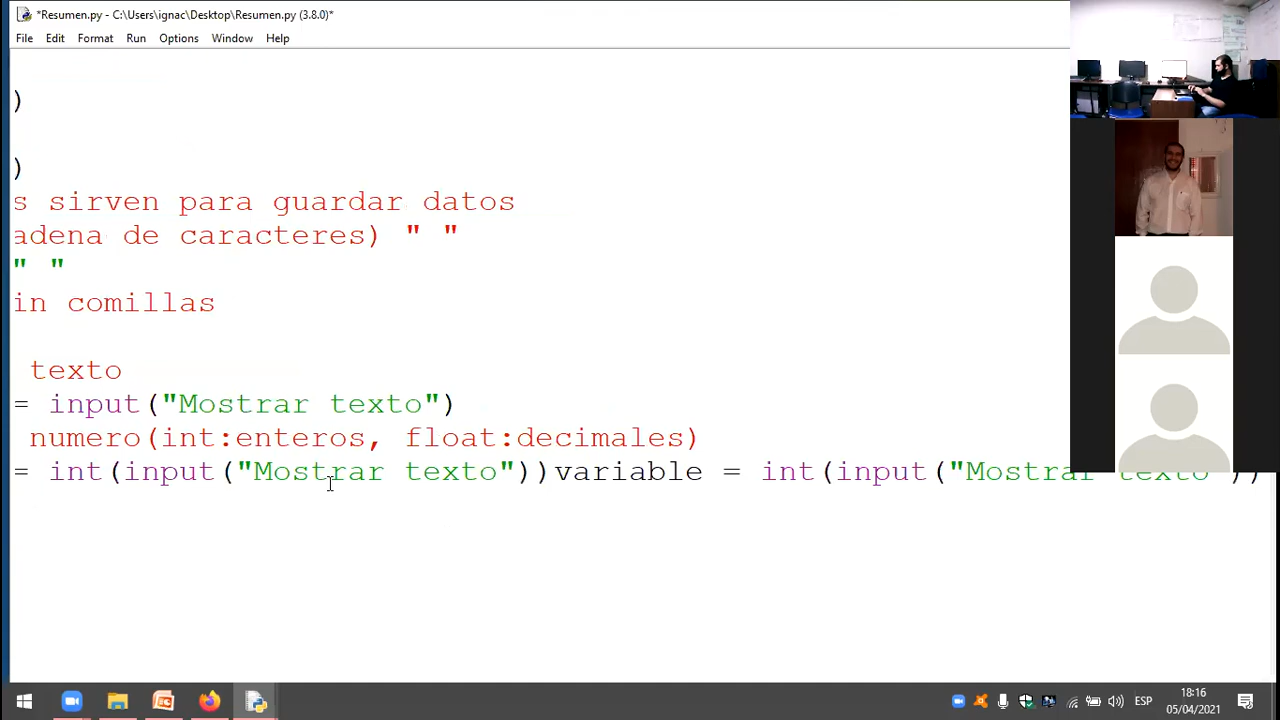 *Resumen.py - C:\Users\ignac\Desktop\Resumen.py (3.8.0)*
File Edit Format Run Options Window Help
)
)
s sirven para guardar datos
adena de caracteres) " "
" "
in comillas
texto
= input("Mostrar texto")
numero(int:enteros, float:decimales)
= int(input("Mostrar texto"))variable = int(input("Mostrar texto"))
ESP
18:16
05/04/2021